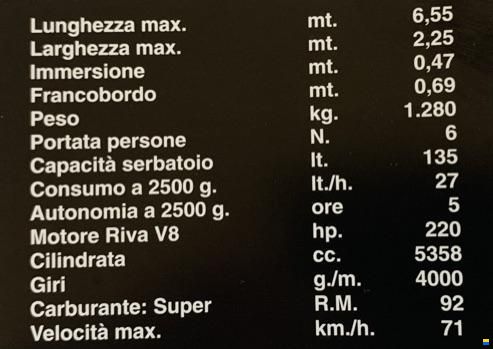 Lunghezza max. mt. 6,55
Larghezza max. mt. 2,25
Immersione mt. 0,47
Francobordo mt. 0,69
Peso kg. 1.280
Portata persone N. 6
Capacità serbatoio lt. 135
Consumo a 2500 g. lt./h. 27
Autonomia a 2500 g. ore 5
Motore Riva V8 hp. 220
Cilindrata cc. 5358
Giri g./m. 4000
Carburante: Super R.M. 92
Velocità max. km./h. 71